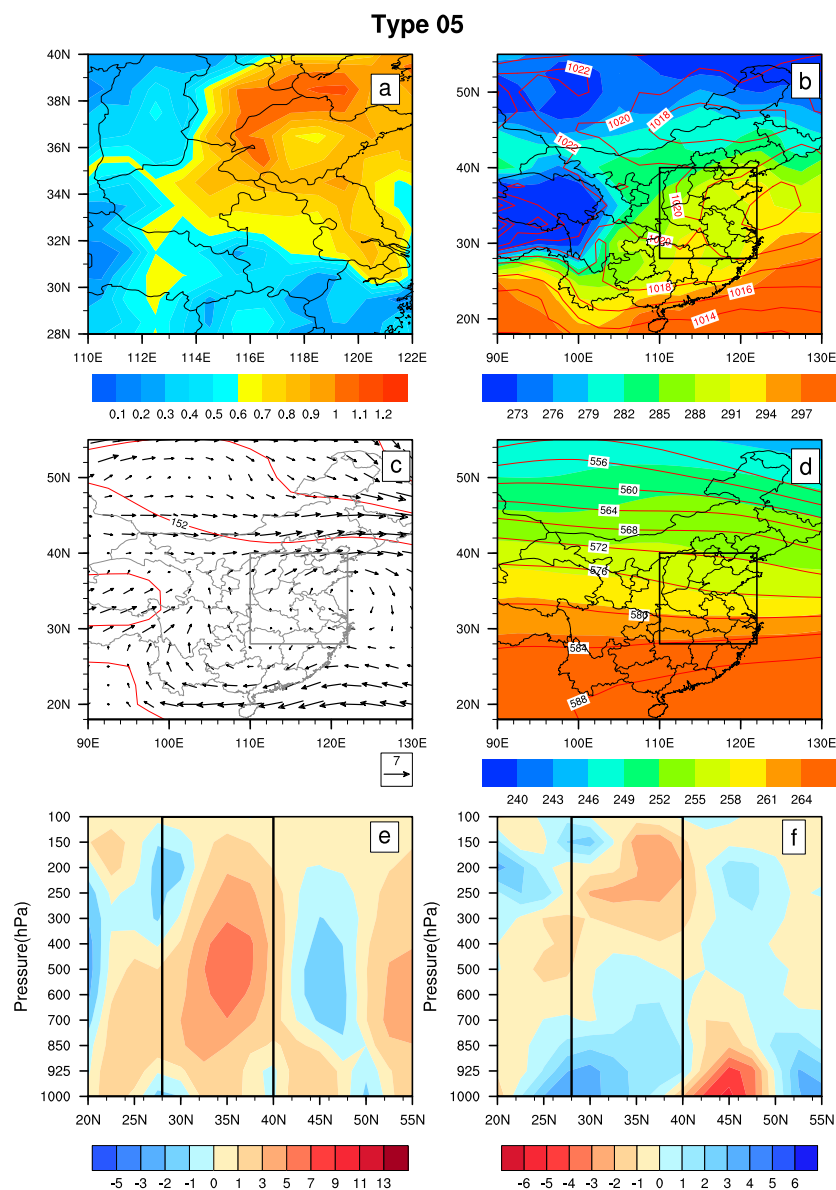 Type 05
40N
38N
36N
34N
32N
30N
28N
110E 112E 114E 116E 118E 120E 122E
a
0.1 0.2 0.3 0.4 0.5 0.6 0.7 0.8 0.9 1 1.1 1.2
50N
40N
30N
20N
90E 100E 110E 120E 130E
b
1022
1020
1018
1022
1020
1020
1018
1016
1014
273 276 279 282 285 288 291 294 297
50N
40N
30N
20N
90E 100E 110E 120E 130E
c
152
7
50N
40N
30N
20N
90E 100E 110E 120E 130E
d
556
560
564
568
572
576
580
584
588
240 243 246 249 252 255 258 261 264
Pressure(hPa)
100
200
250
300
400
500
600
700
850
925
1000
20N 25N 30N 35N 40N 45N 50N 55N
e
-5 -3 -1 0 1 3 5 7 9 11 13
Pressure(hPa)
100
200
250
300
400
500
600
700
850
925
1000
20N 25N 30N 35N 40N 45N 50N 55N
f
-6 -5 -4 -3 -2 -1 0 1 2 3 4 5 6